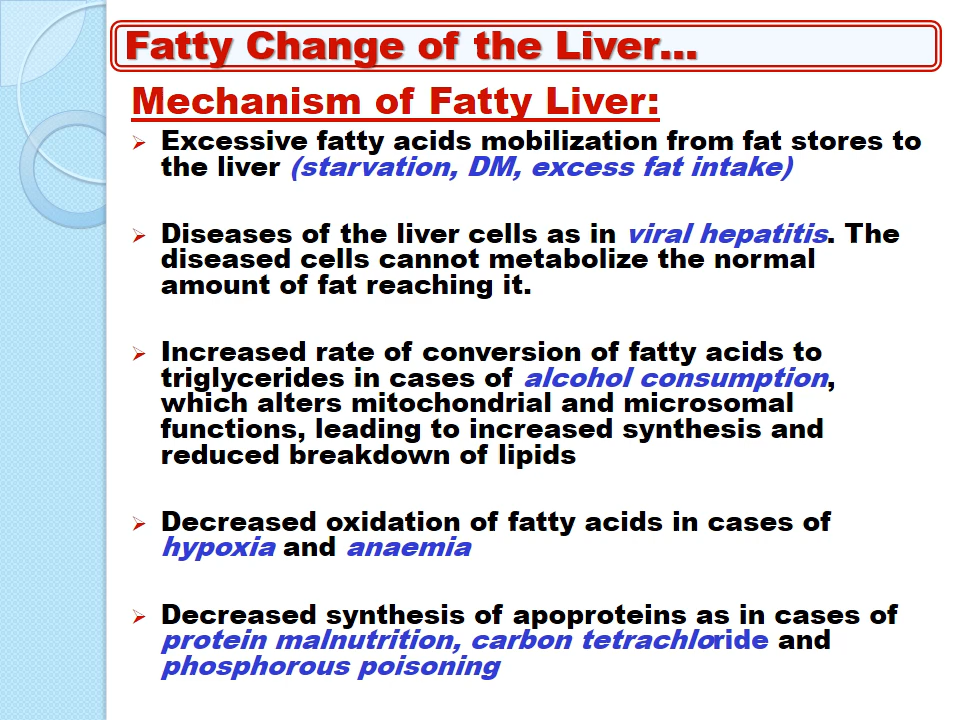 Fatty Change of the Liver...
Mechanism of Fatty Liver:
Excessive fatty acids mobilization from fat stores to
the liver (starvation, DM, excess fat intake)
Diseases of the liver cells as in viral hepatitis. The
diseased cells cannot metabolize the normal
amount of fat reaching it.
Increased rate of conversion of fatty acids to
triglycerides in cases of alcohol consumption,
which alters mitochondrial and microsomal
functions, leading to increased synthesis and
reduced breakdown of lipids
Decreased oxidation of fatty acids in cases of
hypoxia and anaemia
Decreased synthesis of apoproteins as in cases of
protein malnutrition, carbon tetrachloride and
phosphorous poisoning